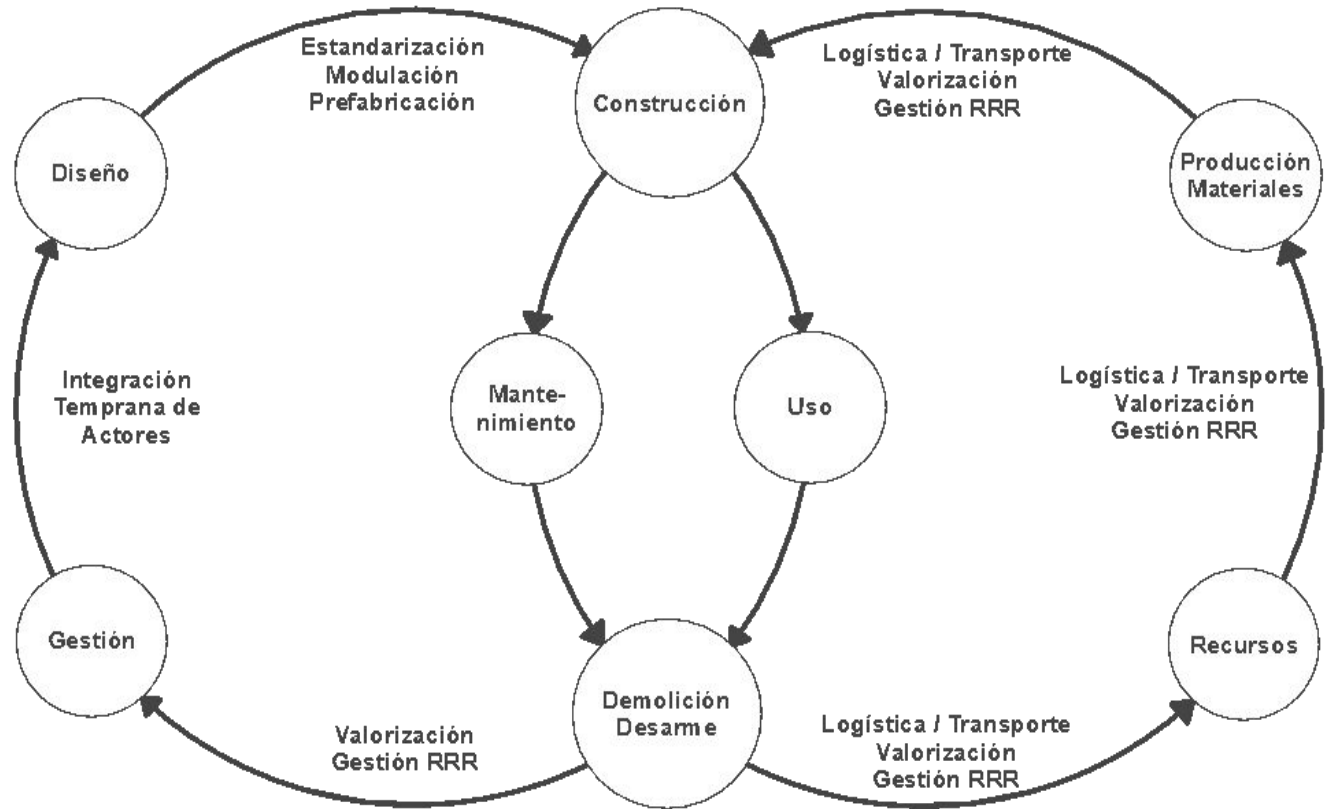 Estandarización
Modulación
Prefabricación
Construcción
Logística / Transporte
Valorización
Gestión RRR
Diseño
Producción
Materiales
Integración
Temprana de
Actores
Mante-
nimiento
Uso
Logística / Transporte
Valorización
Gestión RRR
Gestión
Recursos
Demolición
Desarme
Valorización
Gestión RRR
Logística / Transporte
Valorización
Gestión RRR